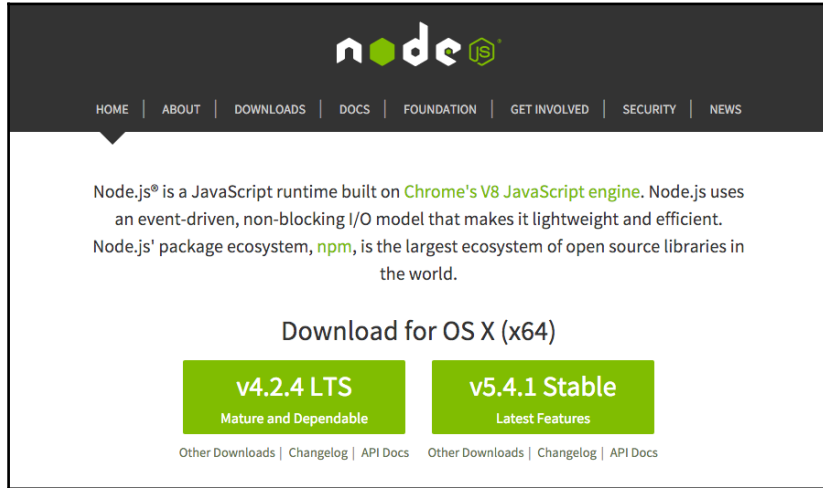 node JS®
HOME | ABOUT | DOWNLOADS | DOCS | FOUNDATION | GET INVOLVED | SECURITY | NEWS
Node.js® is a JavaScript runtime built on Chrome's V8 JavaScript engine. Node.js uses
an event-driven, non-blocking I/O model that makes it lightweight and efficient.
Node.js' package ecosystem, npm, is the largest ecosystem of open source libraries in
the world.
Download for OS X (x64)
v4.2.4 LTS
Mature and Dependable
Other Downloads | Changelog | API Docs
v5.4.1 Stable
Latest Features
Other Downloads | Changelog | API Docs